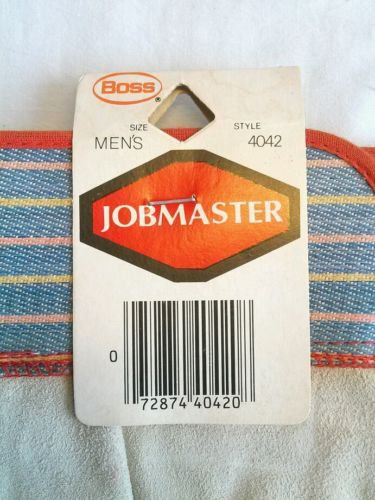 Boss®
SIZE STYLE
MEN'S 4042
JOBMASTER
0
72874 40420